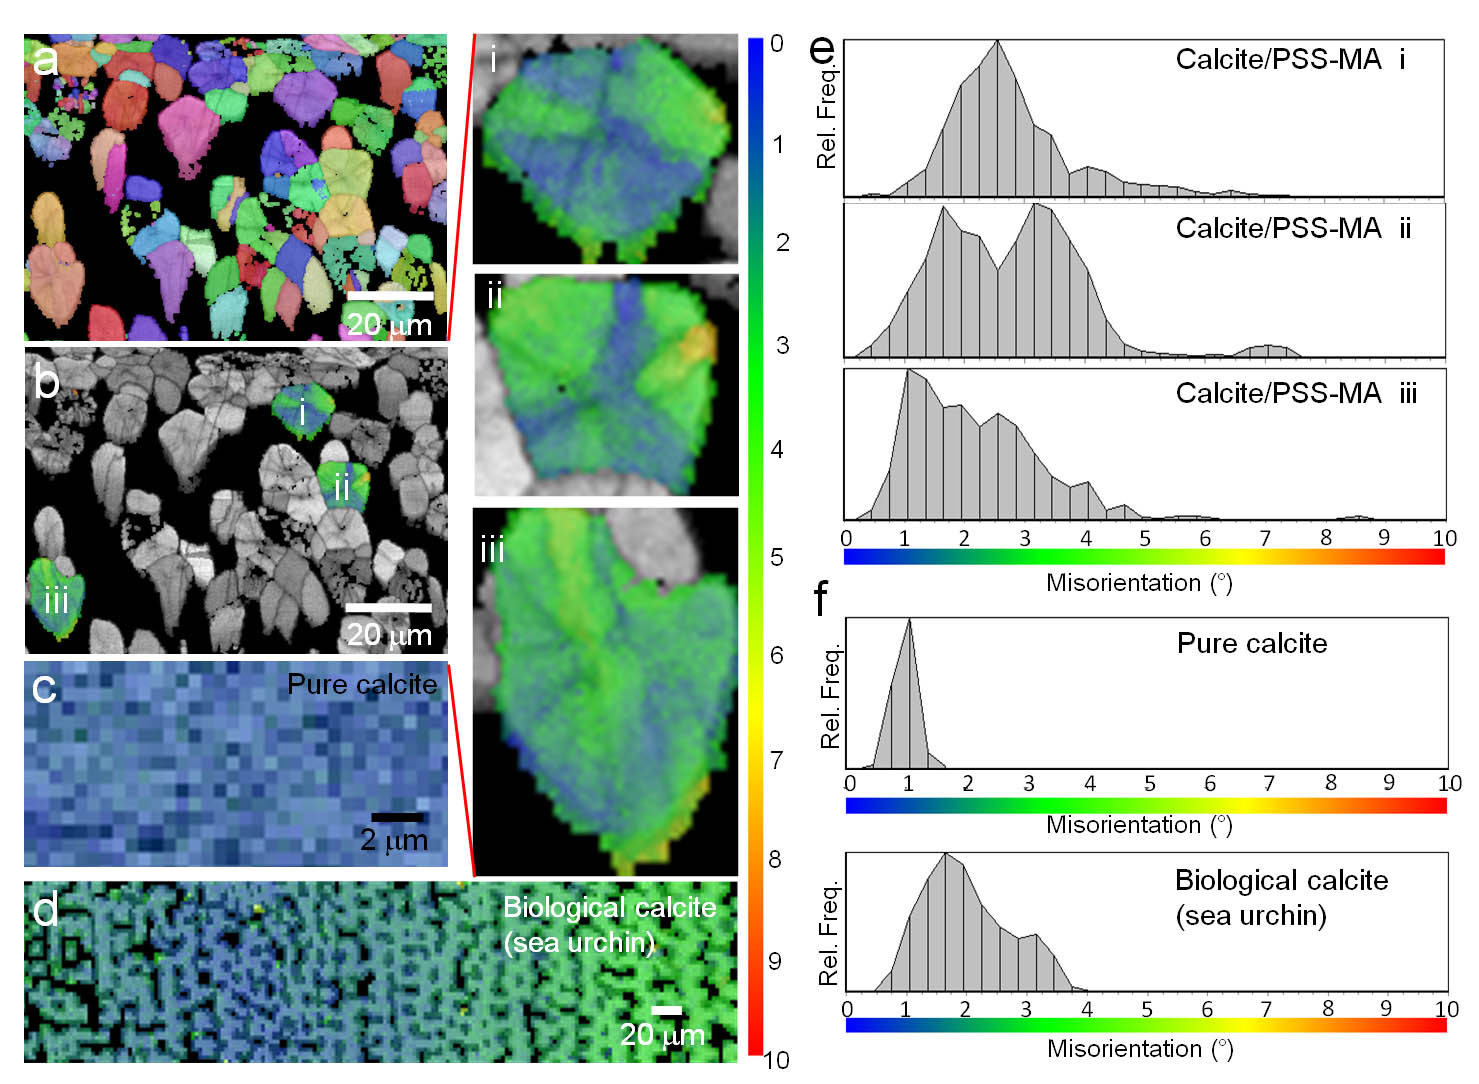 a
20 μm
b
i
ii
iii
20 μm
c
Pure calcite
2 μm
d
Biological calcite
(sea urchin)
20 μm
i
ii
iii
0
1
2
3
4
5
6
7
8
9
10
e
Rel. Freq.
Calcite/PSS-MA i
Calcite/PSS-MA ii
Calcite/PSS-MA iii
0 1 2 3 4 5 6 7 8 9 10
Misorientation (°)
f
Rel. Freq.
Pure calcite
0 1 2 3 4 5 6 7 8 9 10
Misorientation (°)
Rel. Freq.
Biological calcite
(sea urchin)
0 1 2 3 4 5 6 7 8 9 10
Misorientation (°)